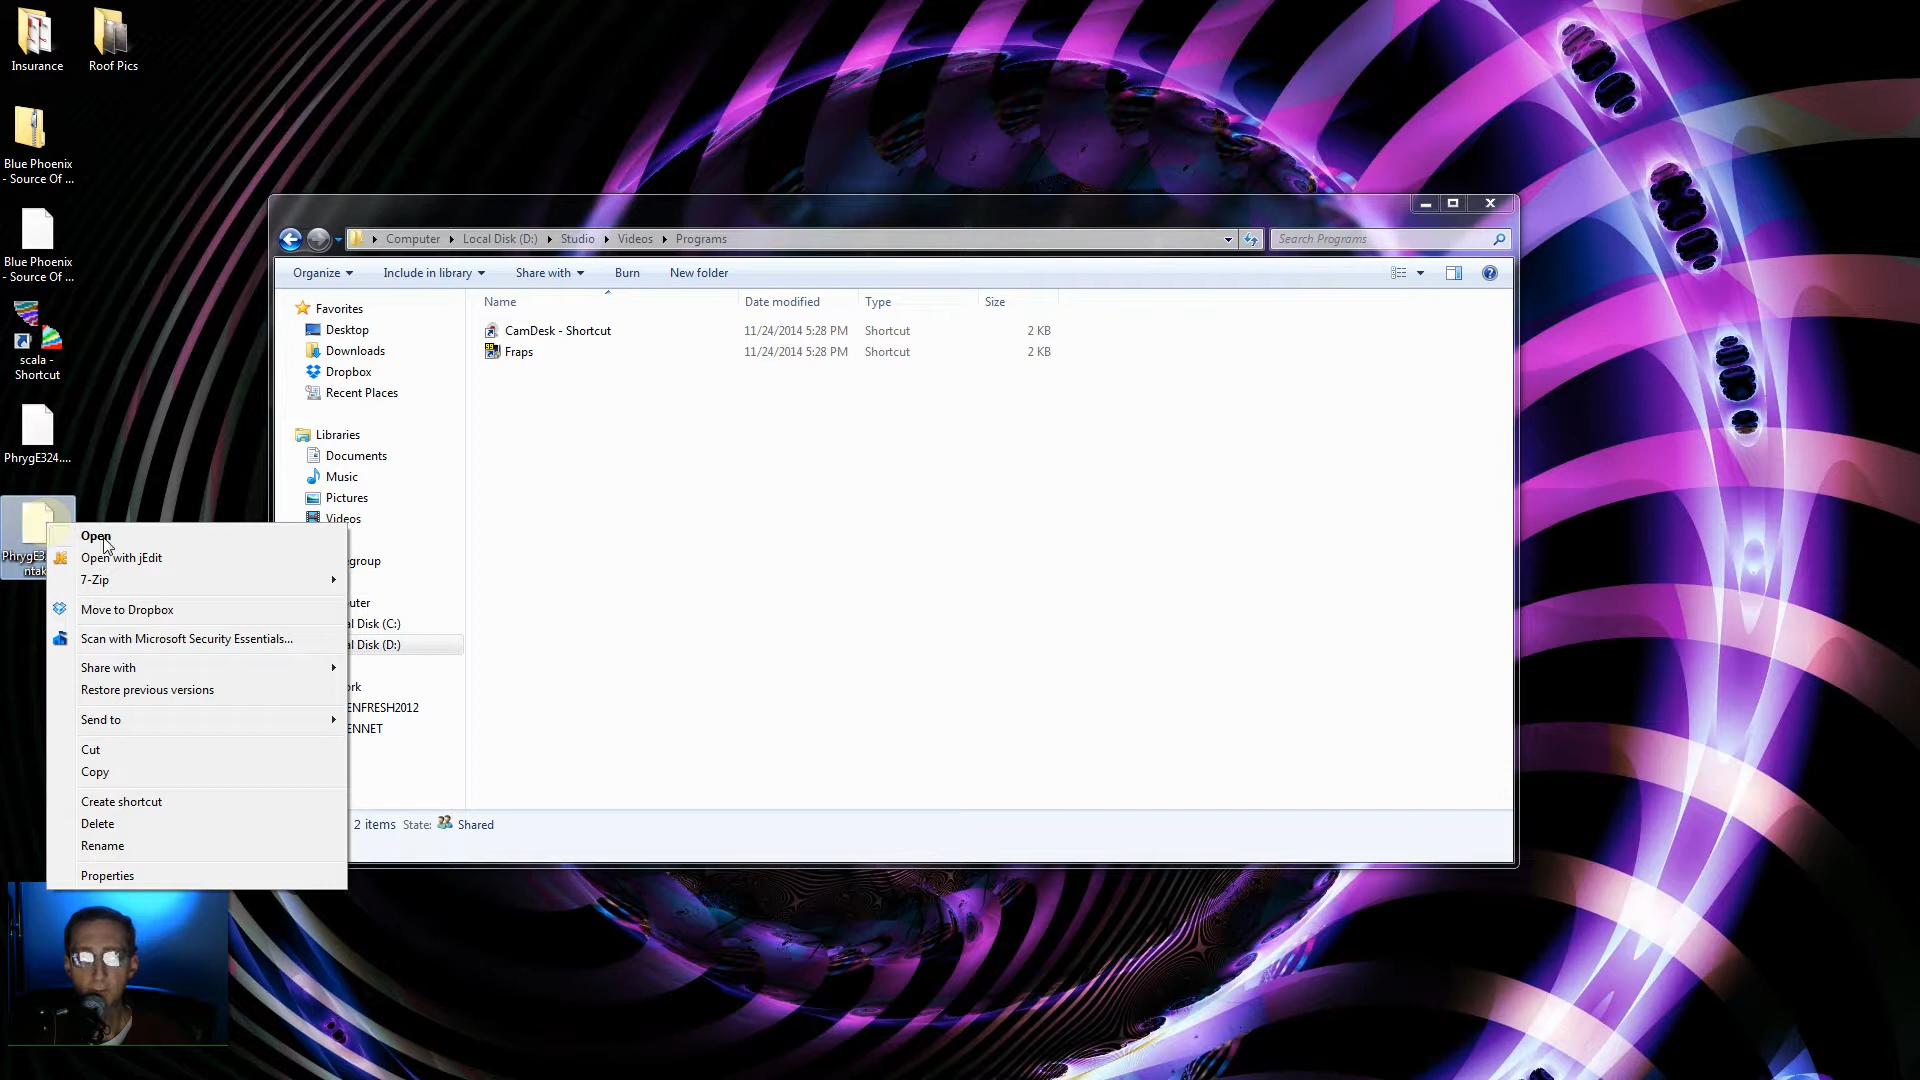 Insurance
Roof Pics
Blue Phoenix
- Source Of ...
Blue Phoenix
- Source Of ...
scala -
Shortcut
PhrygE324....
Computer
Local Disk (D:)
Studio
Videos
Programs
Search Programs
Organize
Include in library
Share with
Burn
New folder
Name
Date modified
Type
Size
CamDesk - Shortcut
11/24/2014 5:28 PM
Shortcut
2 KB
Fraps
11/24/2014 5:28 PM
Shortcut
2 KB
Favorites
Desktop
Downloads
Dropbox
Recent Places
Libraries
Documents
Music
Pictures
Videos
Open
Open with jEdit
7-Zip
Move to Dropbox
Scan with Microsoft Security Essentials...
Share with
Restore previous versions
Send to
Cut
Copy
Create shortcut
Delete
Rename
Properties
egroup
uter
al Disk (C:)
al Disk (D:)
ork
ENFRESH2012
ENNET
2 items
State:
Shared